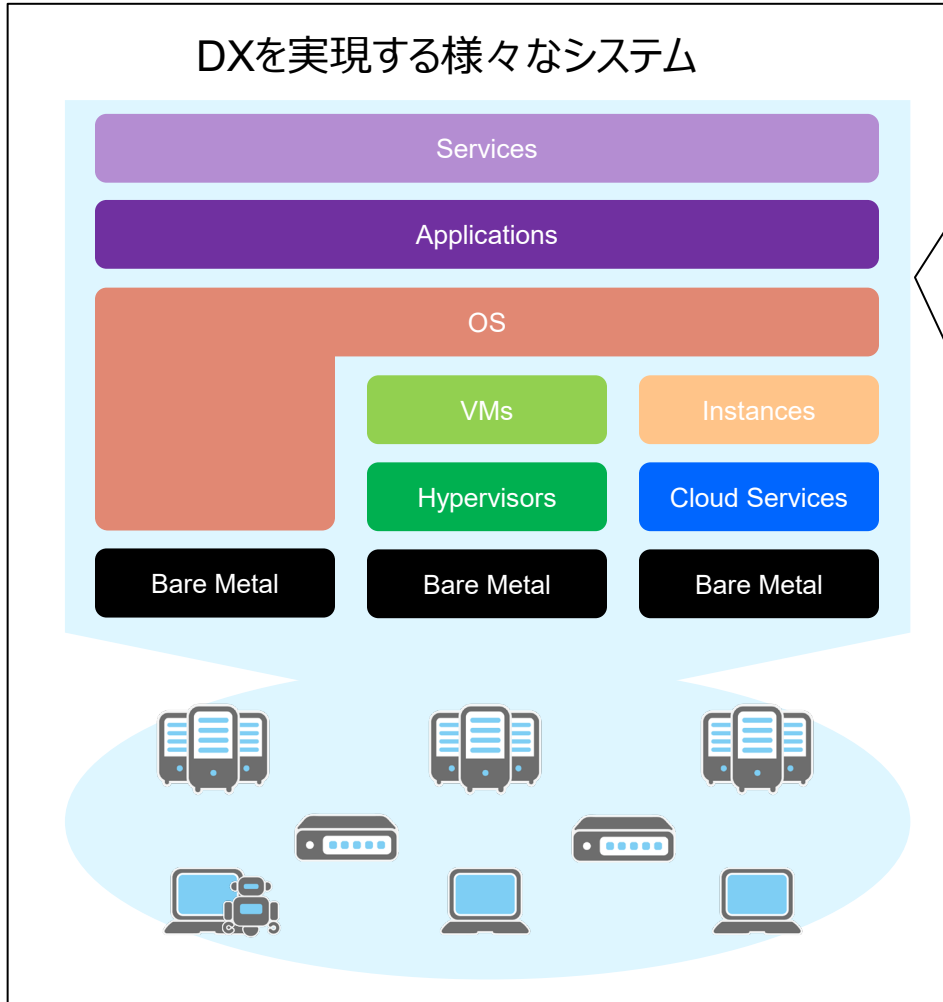 DXを実現する様々なシステム
Services
Applications
OS
VMs
Instances
Hypervisors
Cloud Services
Bare Metal
Bare Metal
Bare Metal